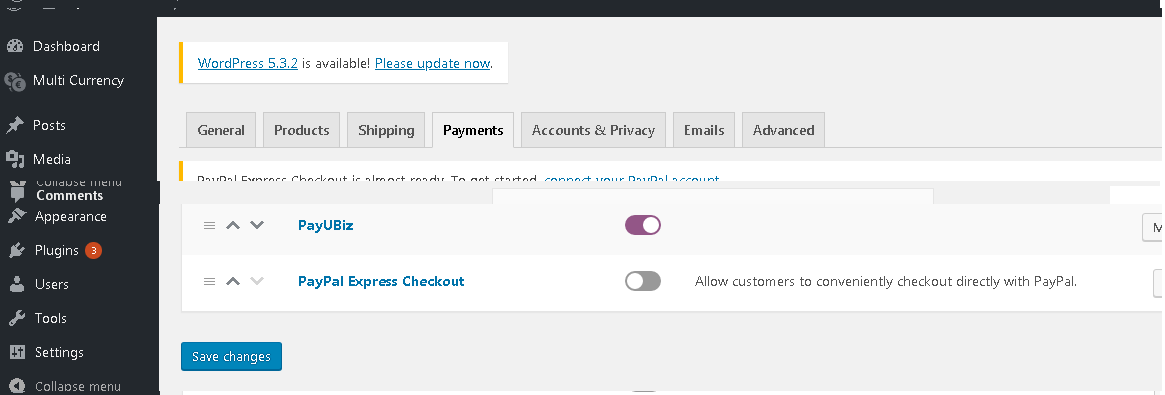 Dashboard
Multi Currency
Posts
Media
Collapse menu
Comments
Appearance
Plugins 3
Users
Tools
Settings
Collapse menu
WordPress 5.3.2 is available! Please update now.
General Products Shipping Payments Accounts & Privacy Emails Advanced
PayPal Express Checkout is almost ready. To get started, connect your PayPal account.
PayUBiz
M
PayPal Express Checkout Allow customers to conveniently checkout directly with PayPal.
Save changes